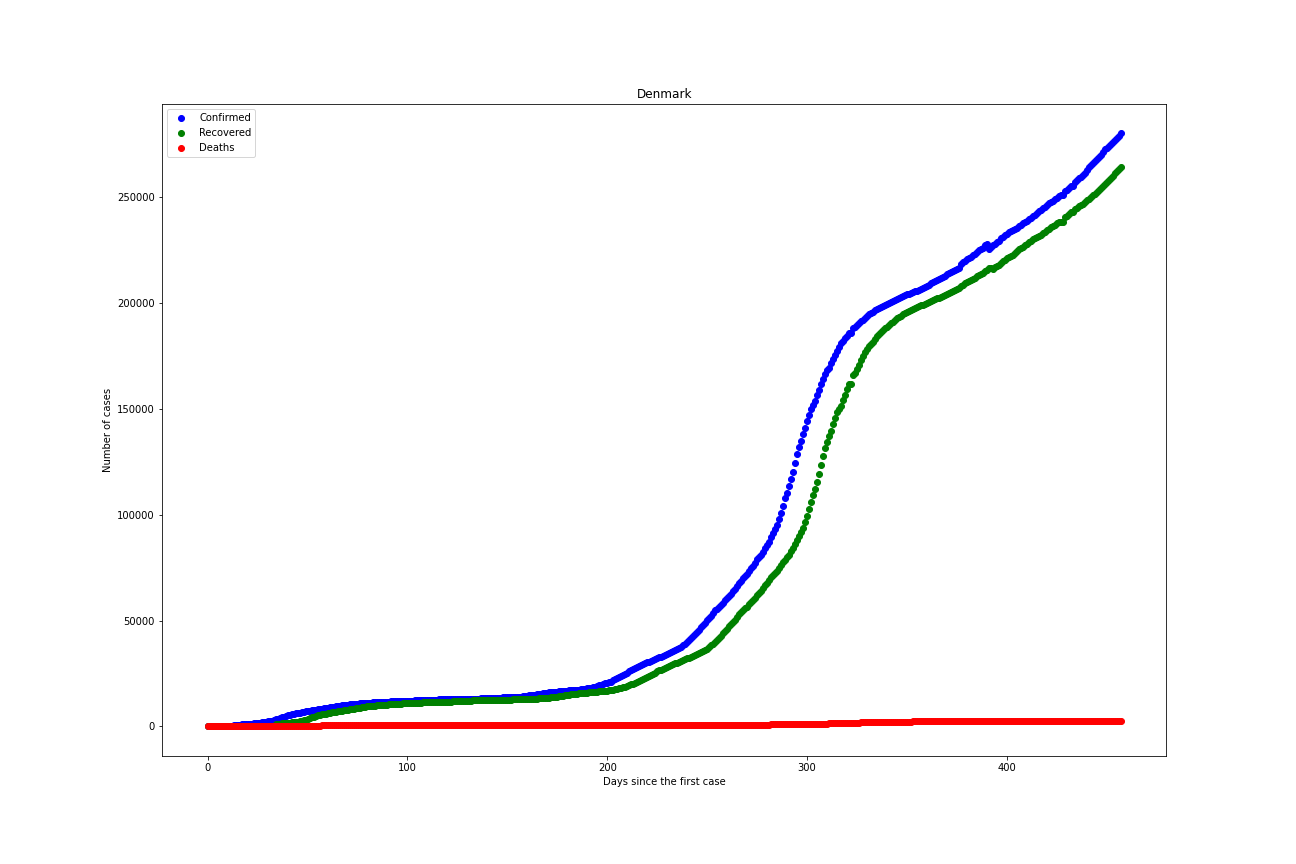 Denmark
Confirmed
Recovered
Deaths
250000
200000
150000
100000
50000
0
Number of cases
0 100 200 300 400
Days since the first case